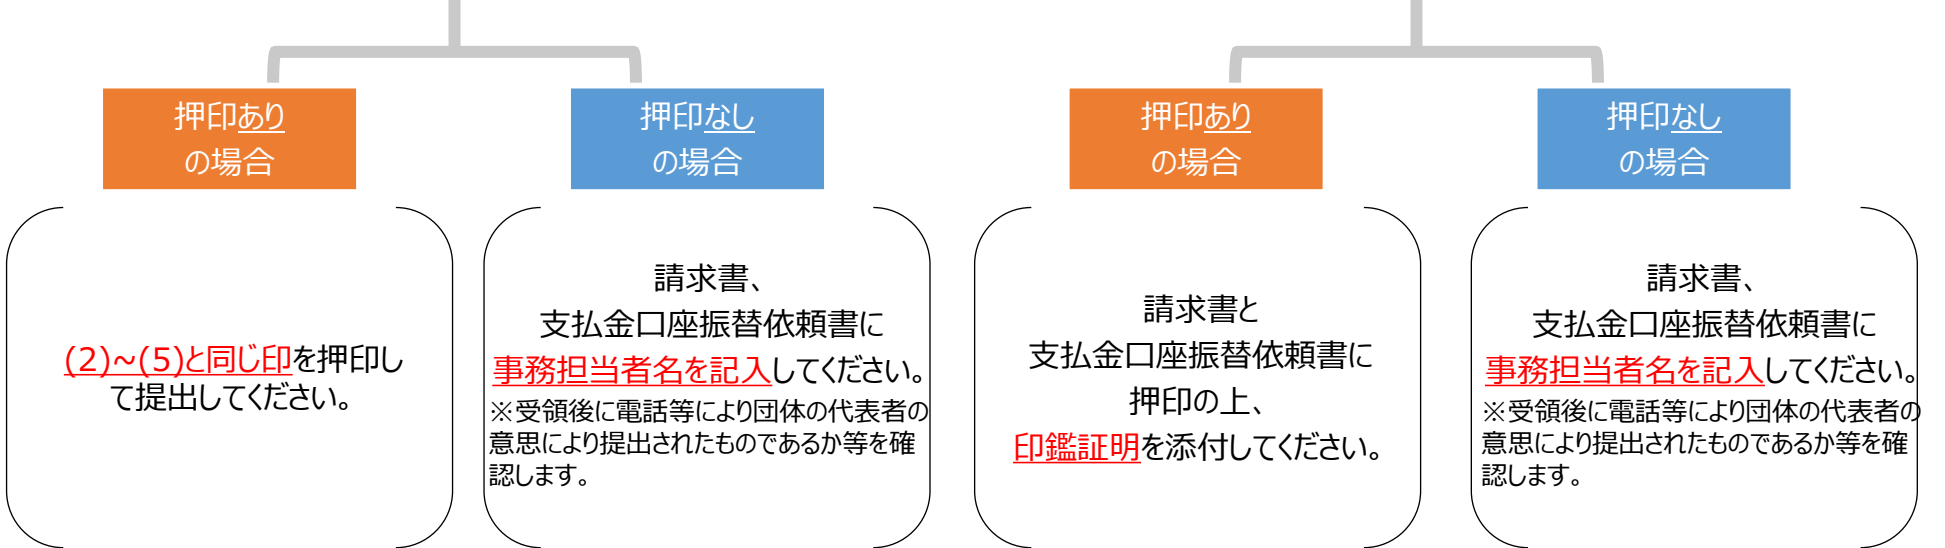 押印あり
の場合
押印なし
の場合
押印あり
の場合
押印なし
の場合
(2)~(5)と同じ印を押印し
て提出してください。
請求書、
支払金口座振替依頼書に
事務担当者名を記入してください。
※受領後に電話等により団体の代表者の
意思により提出されたものであるか等を確
認します。
請求書と
支払金口座振替依頼書に
押印の上、
印鑑証明を添付してください。
請求書、
支払金口座振替依頼書に
事務担当者名を記入してください。
※受領後に電話等により団体の代表者の
意思により提出されたものであるか等を確
認します。